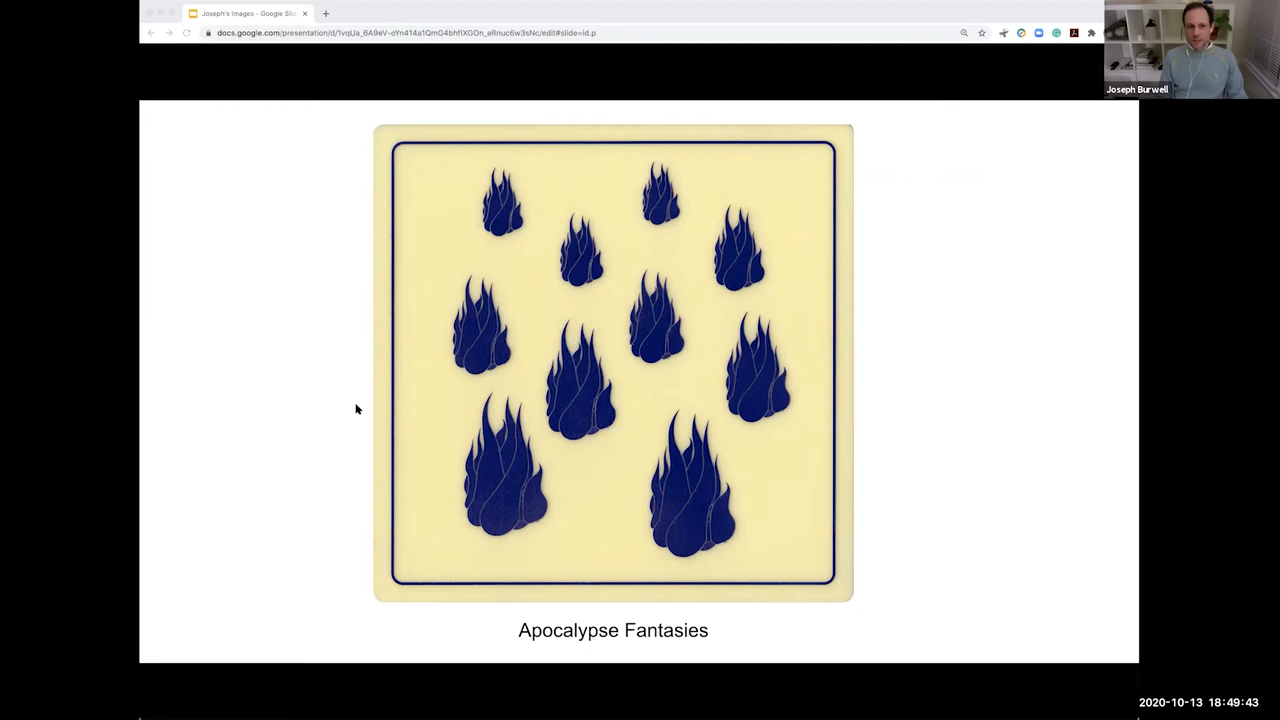 Joseph's Images - Google Slid
docs.google.com/presentation/d/1vqUa_6A9eV-oYn414a1QmG4bhfIXGOn_aRnuc6w3sNc/edit#slide=id.p
Joseph Burwell
Apocalypse Fantasies
2020-10-13 18:49:43